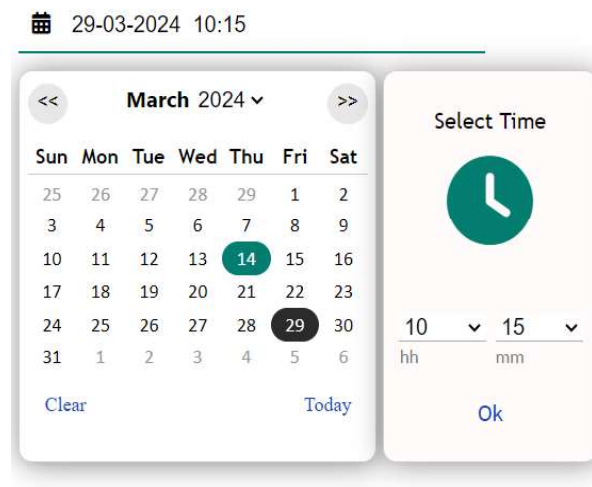 29-03-2024 10:15
<< March 2024 >>
Sun Mon Tue Wed Thu Fri Sat
25 26 27 28 29 1 2
3 4 5 6 7 8 9
10 11 12 13 14 15 16
17 18 19 20 21 22 23
24 25 26 27 28 29 30
31 1 2 3 4 5 6
Clear Today
Select Time
10 15
hh mm
Ok